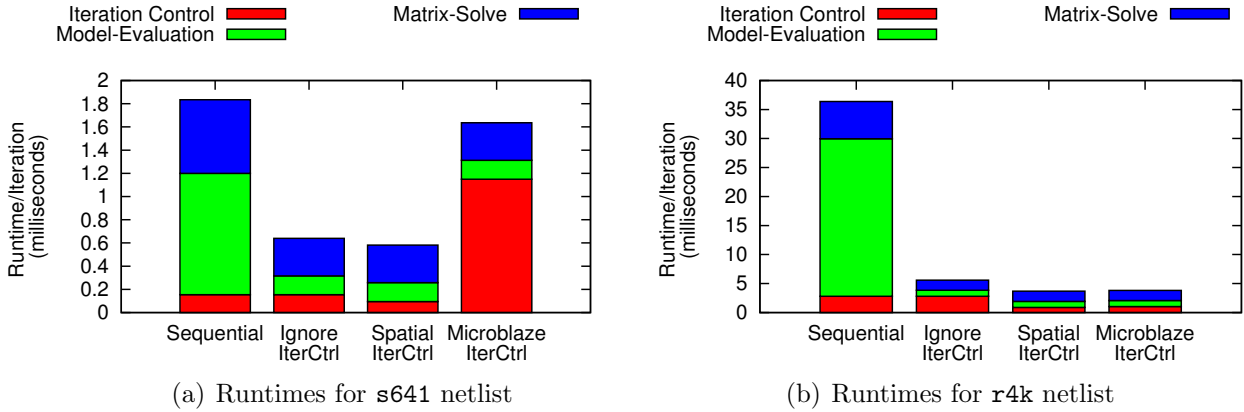 Iteration Control
Model-Evaluation
Matrix-Solve
Runtime/Iteration
(milliseconds)
2
1.8
1.6
1.4
1.2
1
0.8
0.6
0.4
0.2
0
Sequential
Ignore
IterCtrl
Spatial
IterCtrl
Microblaze
IterCtrl
(a) Runtimes for s641 netlist
Iteration Control
Model-Evaluation
Matrix-Solve
Runtime/Iteration
(milliseconds)
40
35
30
25
20
15
10
5
0
Sequential
Ignore
IterCtrl
Spatial
IterCtrl
Microblaze
IterCtrl
(b) Runtimes for r4k netlist